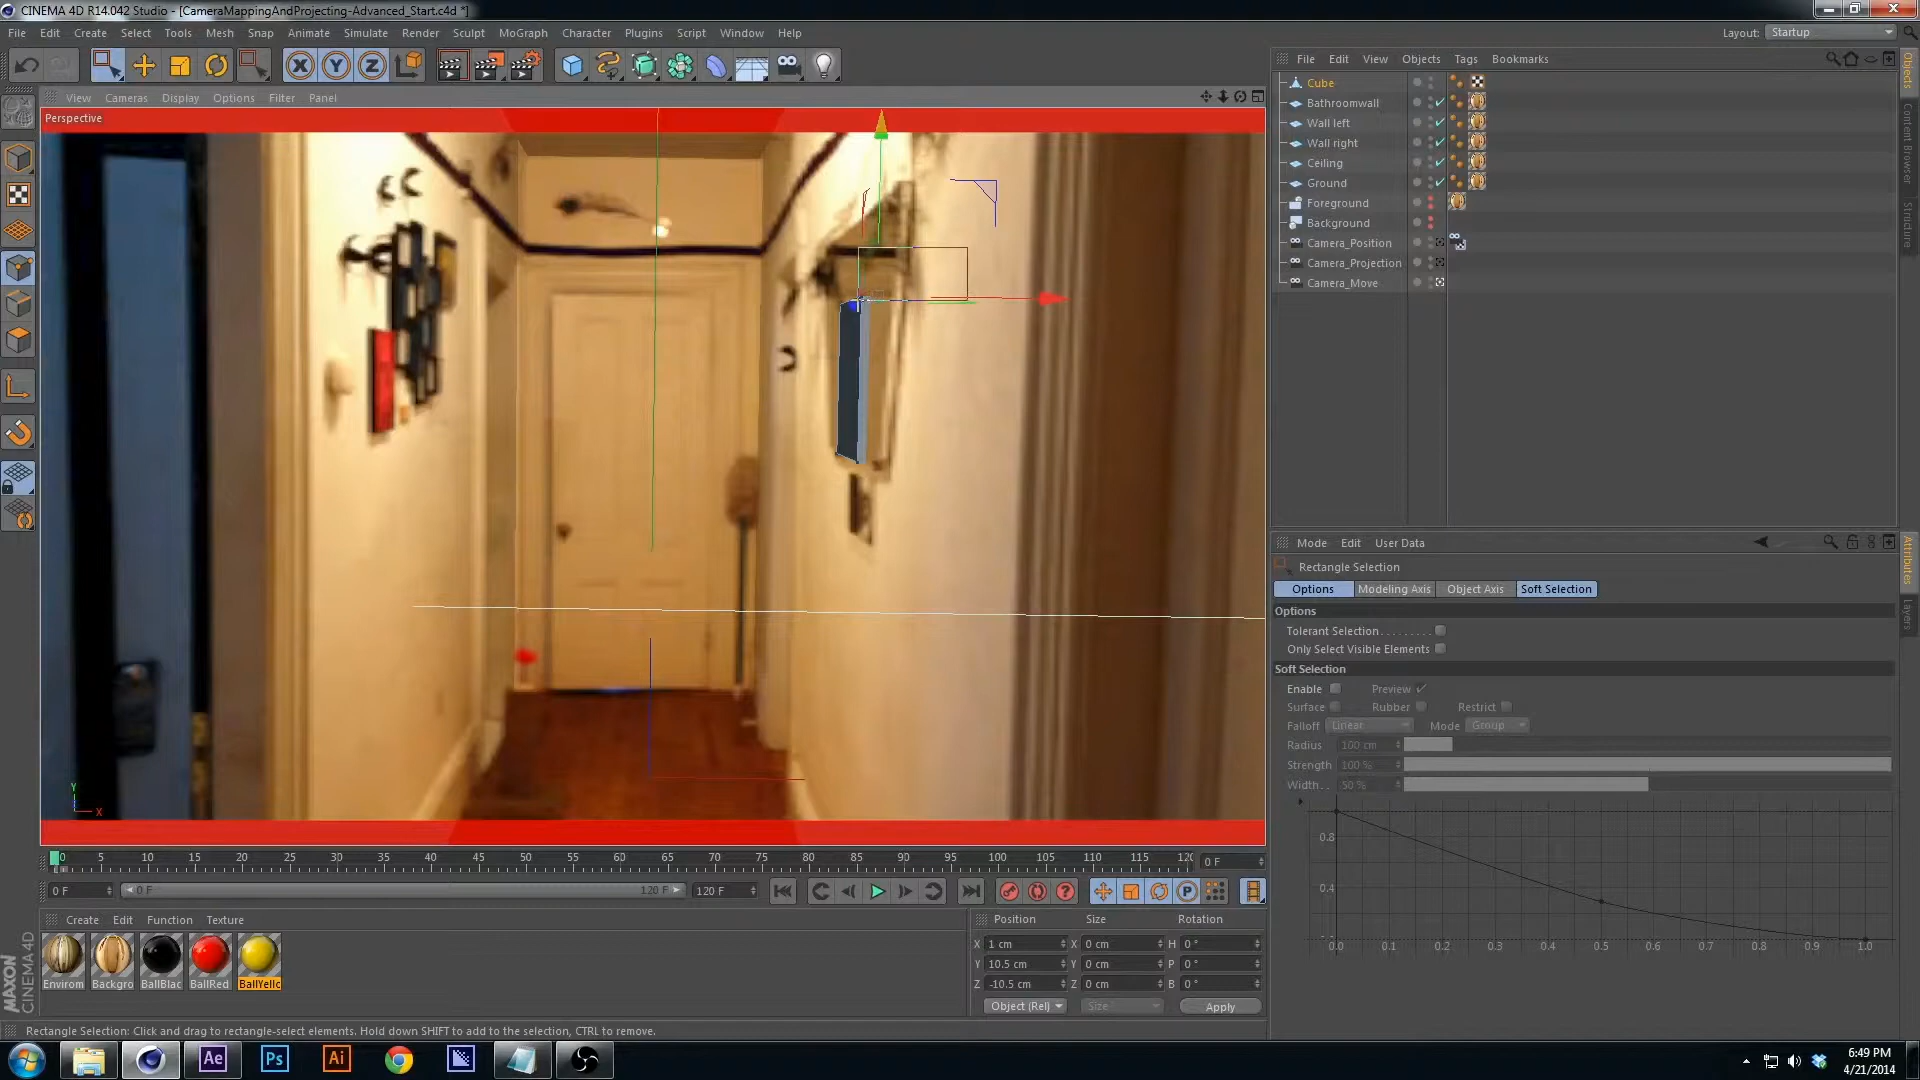 CINEMA 4D R14.042 Studio - [CameraMappingAndProjecting-Advanced_Start.c4d *]
File Edit Create Select Tools Mesh Snap Animate Simulate Render Sculpt MoGraph Character Plugins Script Window Help
Layout: Startup
File Edit View Objects Tags Bookmarks
View Cameras Display Options Filter Panel
Perspective
Cube
Bathroomwall
Wall left
Wall right
Ceiling
Ground
Foreground
Background
Camera_Position
Camera_Projection
Camera_Move
Objects
Content Browser
Structure
Mode Edit User Data
Rectangle Selection
Options Modeling Axis Object Axis Soft Selection
Options
Tolerant Selection
Only Select Visible Elements
Soft Selection
Enable Preview
Surface Rubber Restrict
Falloff Linear Mode Group
Radius 100 cm
Strength 100 %
Width 50 %
0.8
0.4
0.0 0.1 0.2 0.3 0.4 0.5 0.6 0.7 0.8 0.9 1.0
Attributes
Layers
Y
X
0 5 10 15 20 25 30 35 40 45 50 55 60 65 70 75 80 85 90 95 100 105 110 115 120
0 F
0 F 0 F 120 F 120 F
Create Edit Function Texture
Position Size Rotation
X 1 cm X 0 cm H 0 °
Y 10.5 cm Y 0 cm P 0 °
Z -10.5 cm Z 0 cm B 0 °
Object (Rel) Size Apply
Environm Backgro BallBlac BallRed BallYellc
MAXON
CINEMA 4D
Rectangle Selection: Click and drag to rectangle-select elements. Hold down SHIFT to add to the selection, CTRL to remove.
Ae Ps Ai
6:49 PM
4/21/2014